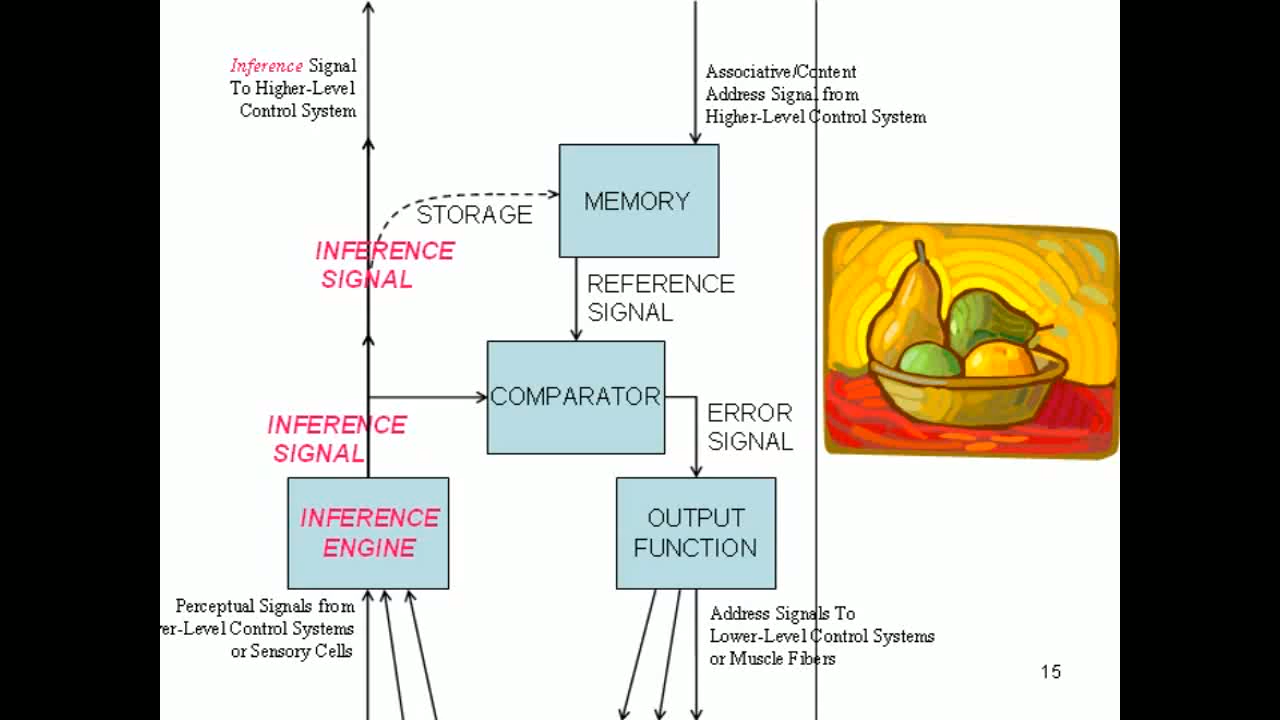 Inference Signal
To Higher-Level
Control System
Associative/Content
Address Signal from
Higher-Level Control System
MEMORY
STORAGE
INFERENCE
SIGNAL
REFERENCE
SIGNAL
COMPARATOR
INFERENCE
SIGNAL
ERROR
SIGNAL
INFERENCE
ENGINE
OUTPUT
FUNCTION
Perceptual Signals from
Level Control Systems
or Sensory Cells
Address Signals To
Lower-Level Control Systems
or Muscle Fibers
15